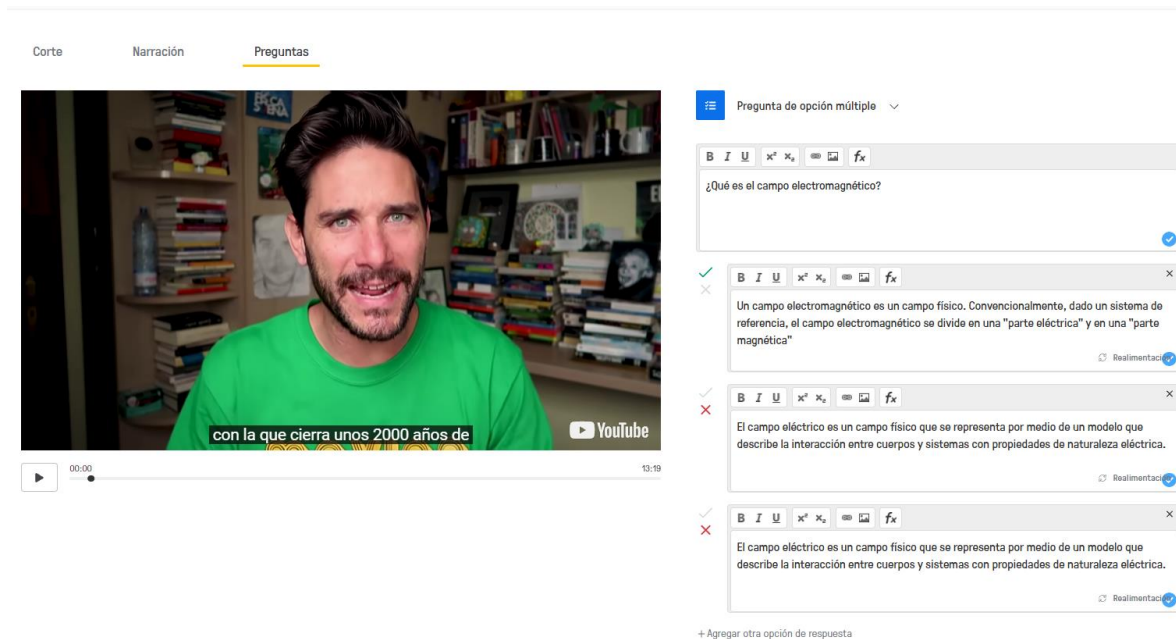 Corte
Narración
Preguntas
FÍSICA
con la que cierra unos 2000 años de
YouTube
00:00
13:19
Pregunta de opción múltiple
B I U x² x₂ fx
¿Qué es el campo electromagnético?
B I U x² x₂ fx
Un campo electromagnético es un campo físico. Convencionalmente, dado un sistema de
referencia, el campo electromagnético se divide en una "parte eléctrica" y en una "parte
magnética"
Realimentación
B I U x² x₂ fx
El campo eléctrico es un campo físico que se representa por medio de un modelo que
describe la interacción entre cuerpos y sistemas con propiedades de naturaleza eléctrica.
Realimentación
B I U x² x₂ fx
El campo eléctrico es un campo físico que se representa por medio de un modelo que
describe la interacción entre cuerpos y sistemas con propiedades de naturaleza eléctrica.
Realimentación
+ Agregar otra opción de respuesta